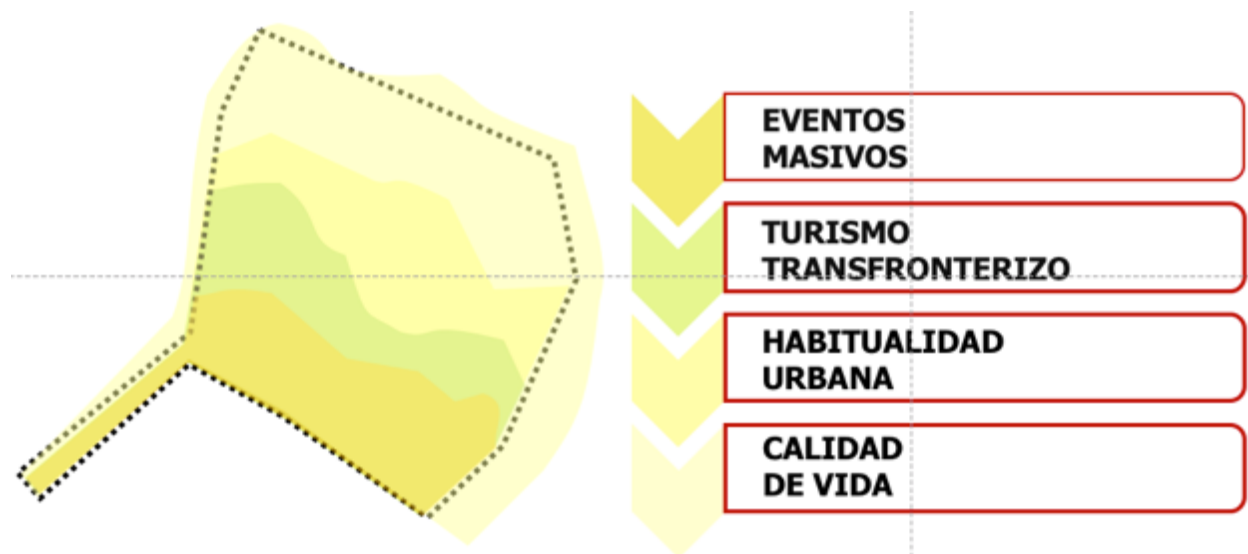 EVENTOS
MASIVOS
TURISMO
TRANSFRONTERIZO
HABITUALIDAD
URBANA
CALIDAD
DE VIDA